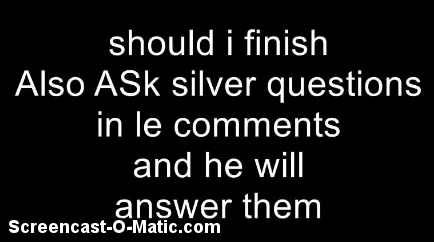 should i finish
Also ASk silver questions
in le comments
and he will
answer them
Screencast-O-Matic.com